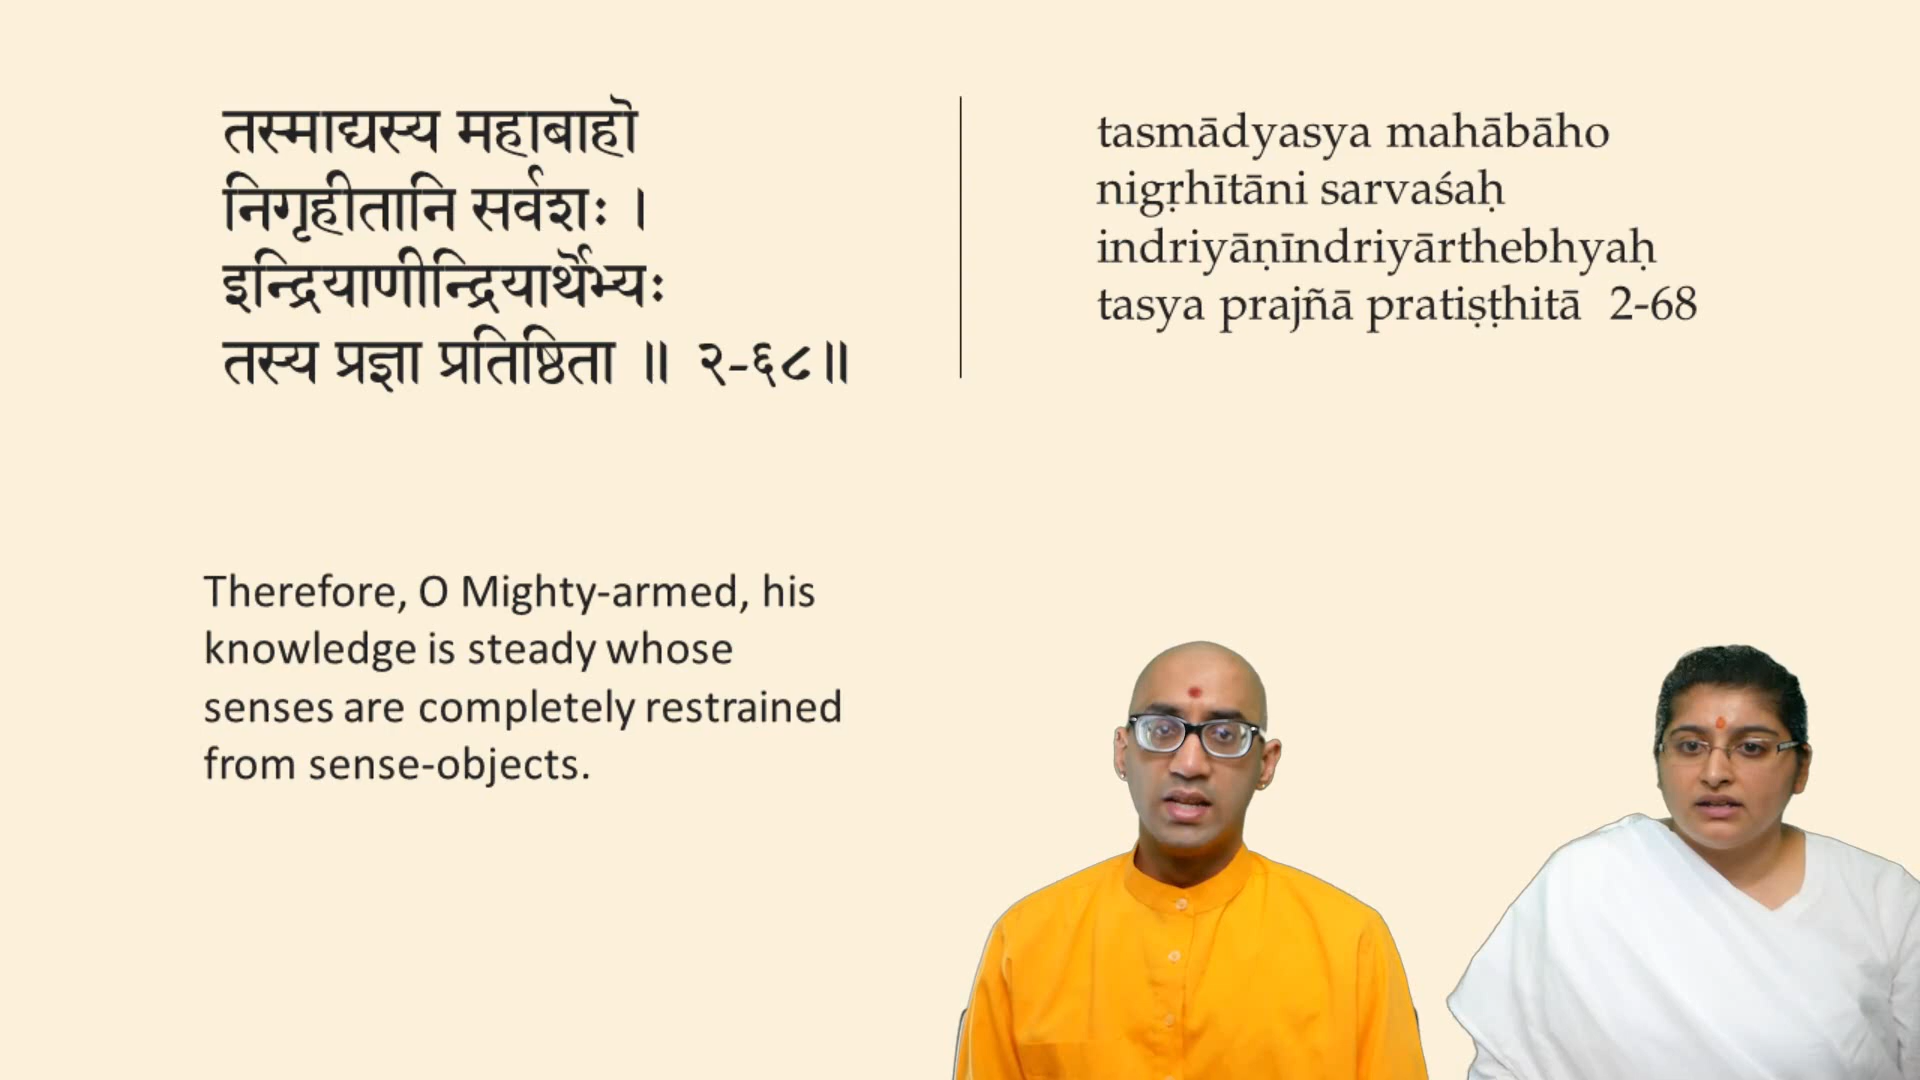 तस्माद्यस्य महाबाहॊ
निगृहीतानि सर्वशः ।
इन्द्रियाणीन्द्रियार्थॆभ्यः
तस्य प्रज्ञा प्रतिष्ठिता ॥ २-६८॥
tasmādyasya mahābāho
nigṛhītāni sarvaśaḥ
indriyāṇīndriyārthebhyaḥ
tasya prajñā pratiṣṭhitā 2-68
Therefore, O Mighty-armed, his
knowledge is steady whose
senses are completely restrained
from sense-objects.